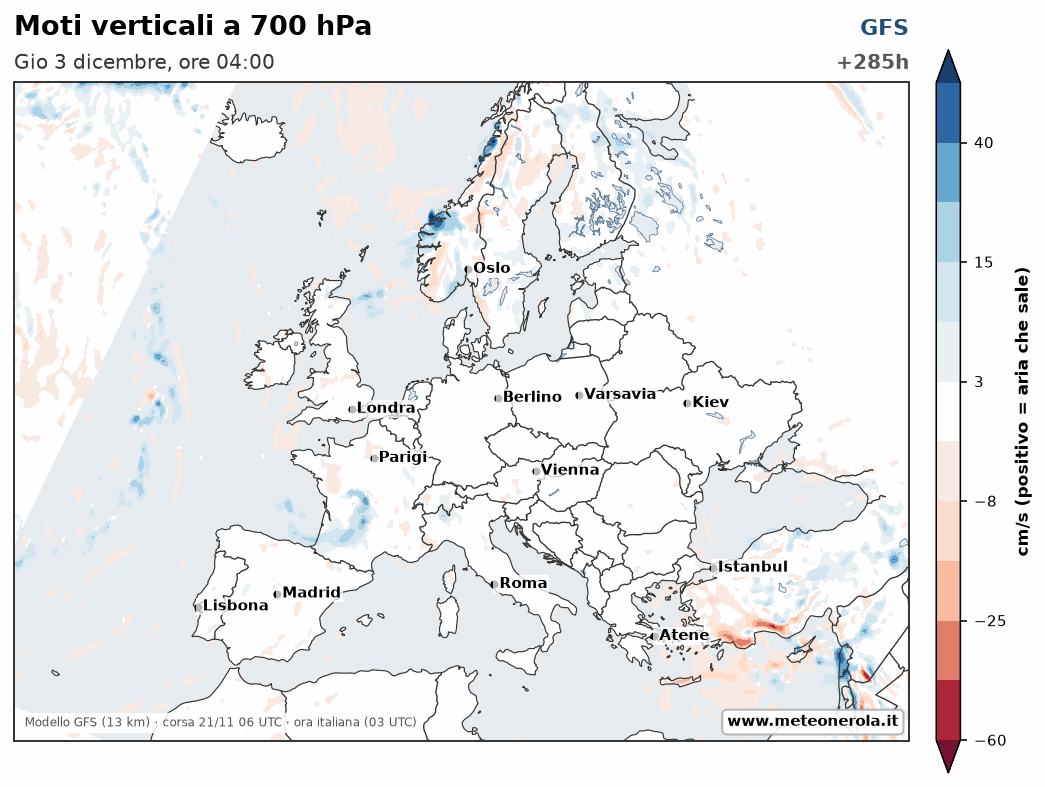 Moti verticali a 700 hPa
GFS
Gio 3 dicembre, ore 04:00
+285h
40
15
3
−8
−25
−60
cm/s (positivo = aria che sale)
Oslo
Londra
Berlino
Varsavia
Kiev
Parigi
Vienna
Istanbul
Roma
Madrid
Lisbona
Atene
Modello GFS (13 km) · corsa 21/11 06 UTC · ora italiana (03 UTC)
www.meteonerola.it